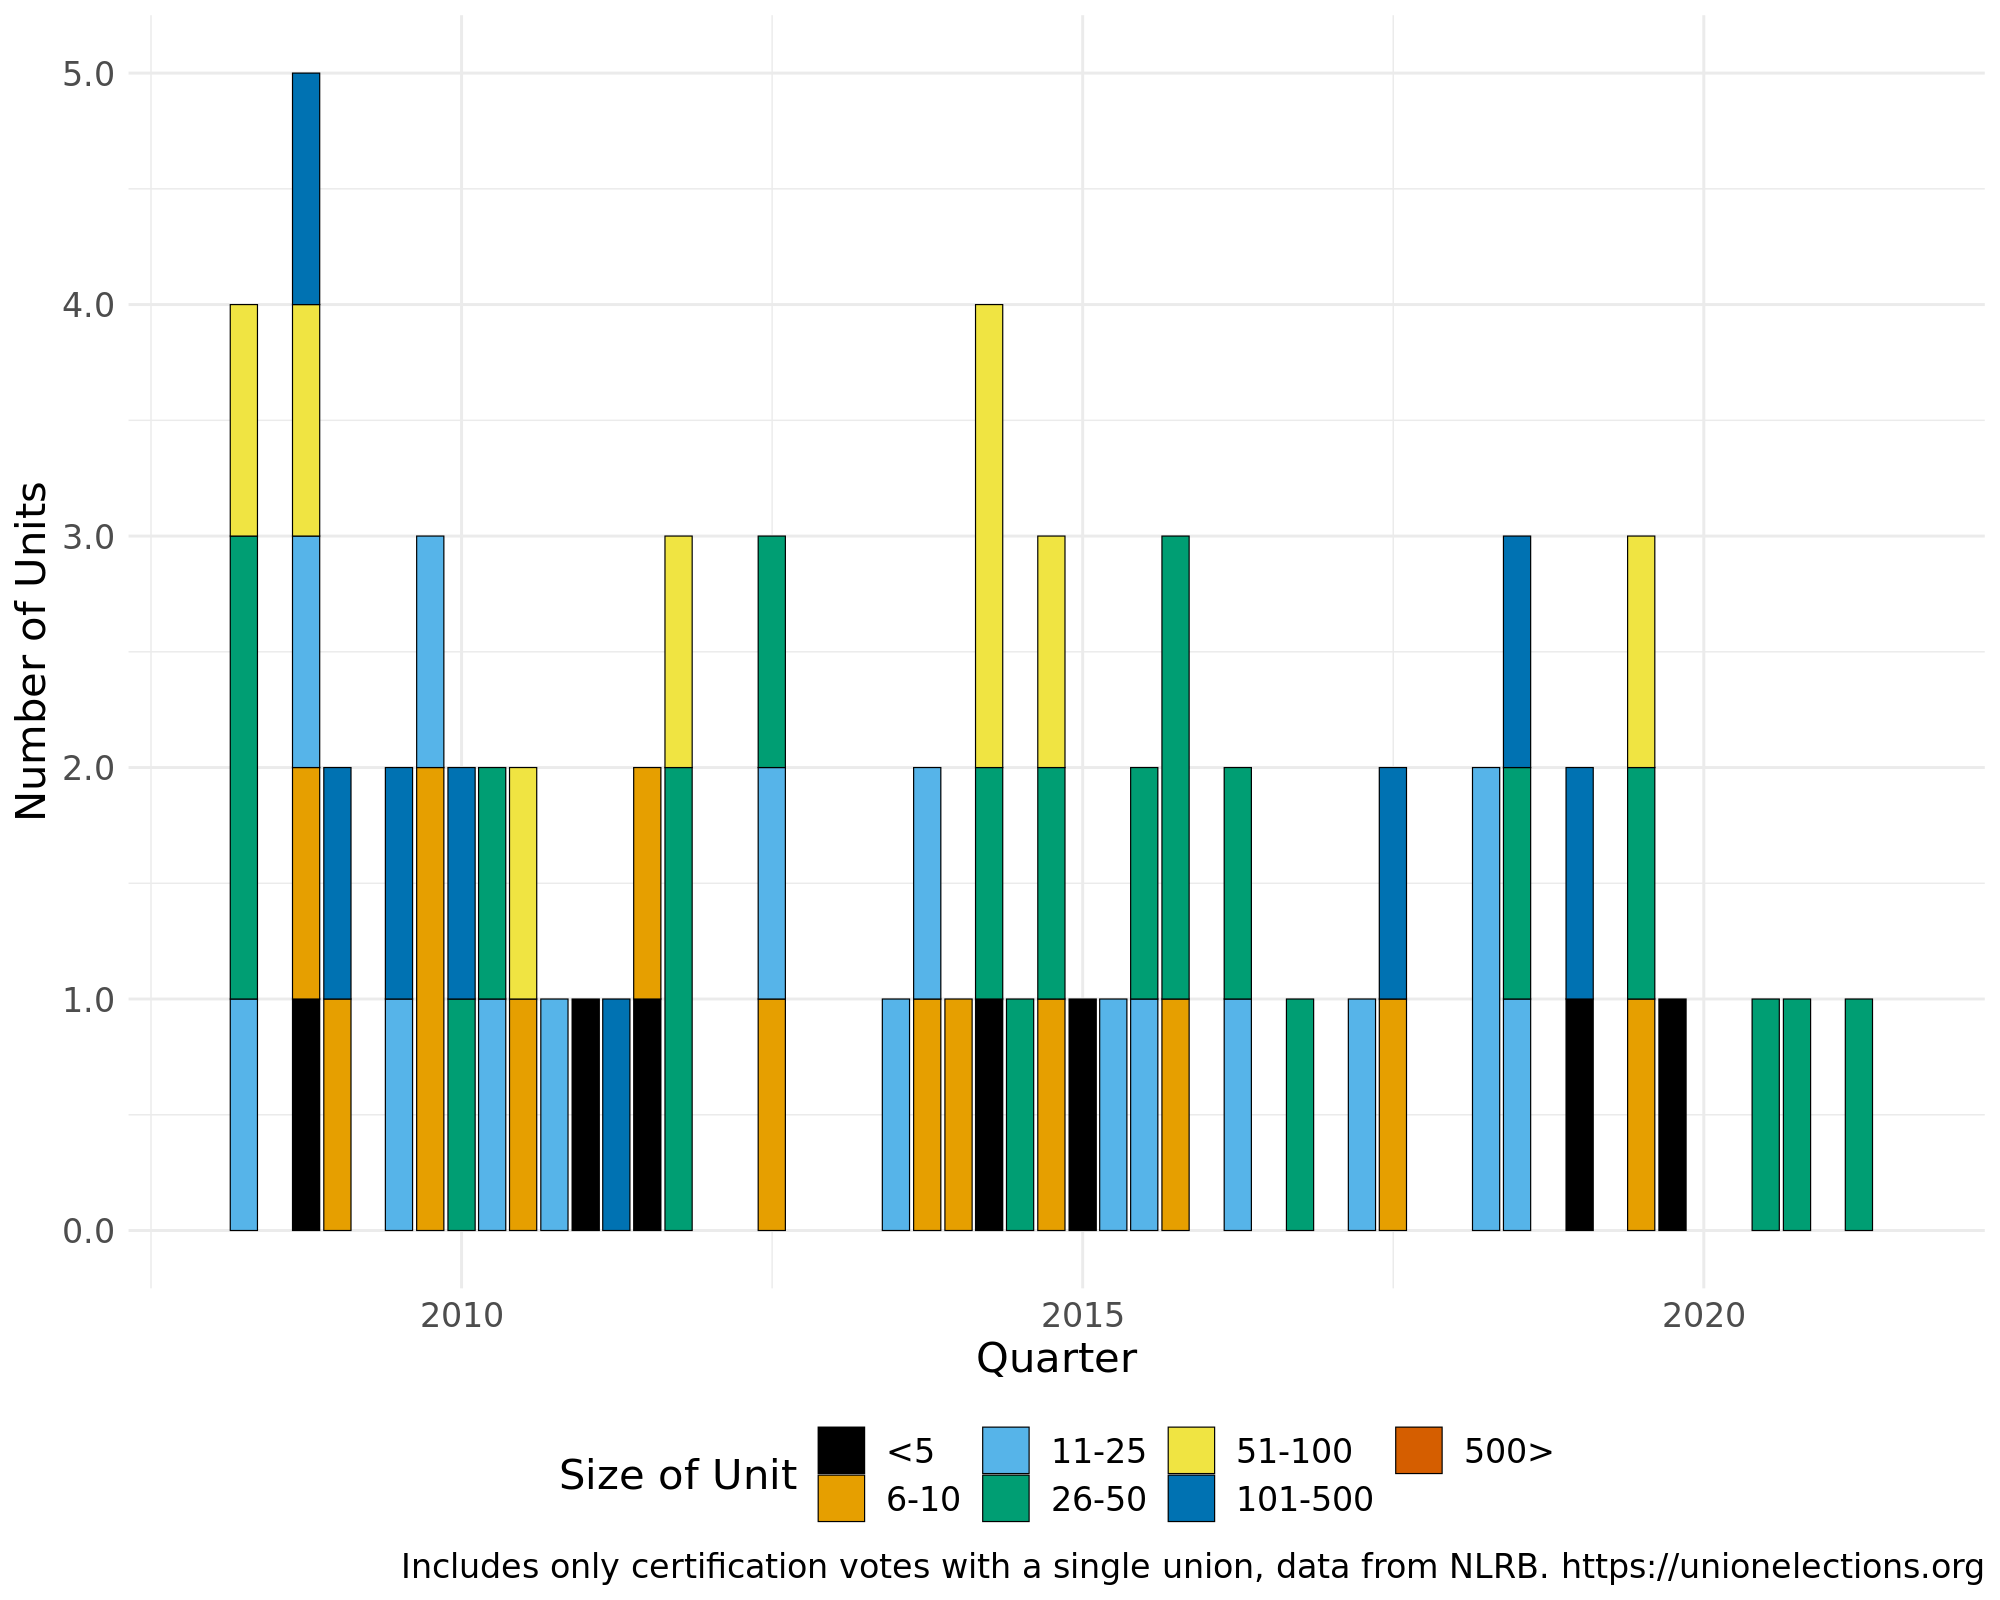 5.0
4.0
3.0
2.0
1.0
0.0
Number of Units
2010 2015 2020
Quarter
Size of Unit
<5 11-25 51-100 500>
6-10 26-50 101-500
Includes only certification votes with a single union, data from NLRB. https://unionelections.org